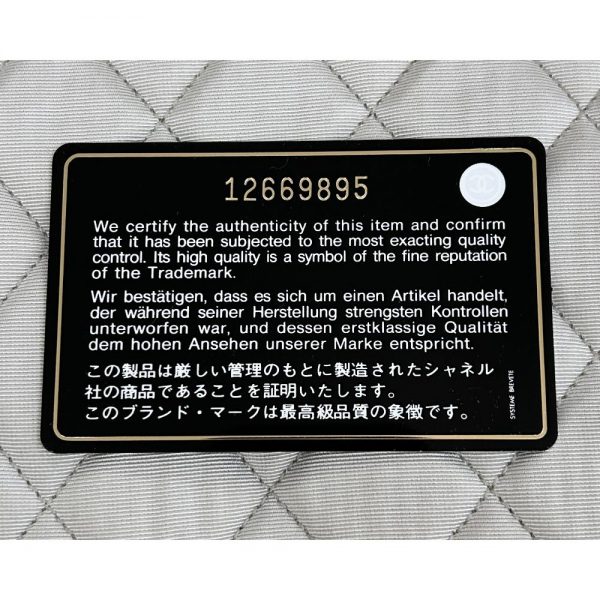 12669895
We certify the authenticity of this item and confirm
that it has been subjected to the most exacting quality
control. Its high quality is a symbol of the fine reputation
of the Trademark.
Wir bestätigen, dass es sich um einen Artikel handelt,
der während seiner Herstellung strengsten Kontrollen
unterworfen war, und dessen erstklassige Qualität
dem hohen Ansehen unserer Marke entspricht.
この製品は厳しい管理のもとに製造されたシャネル
社の商品であることを証明いたします。
このブランド・マークは最高級品質の象徴です。
SYSTEME BREVETE